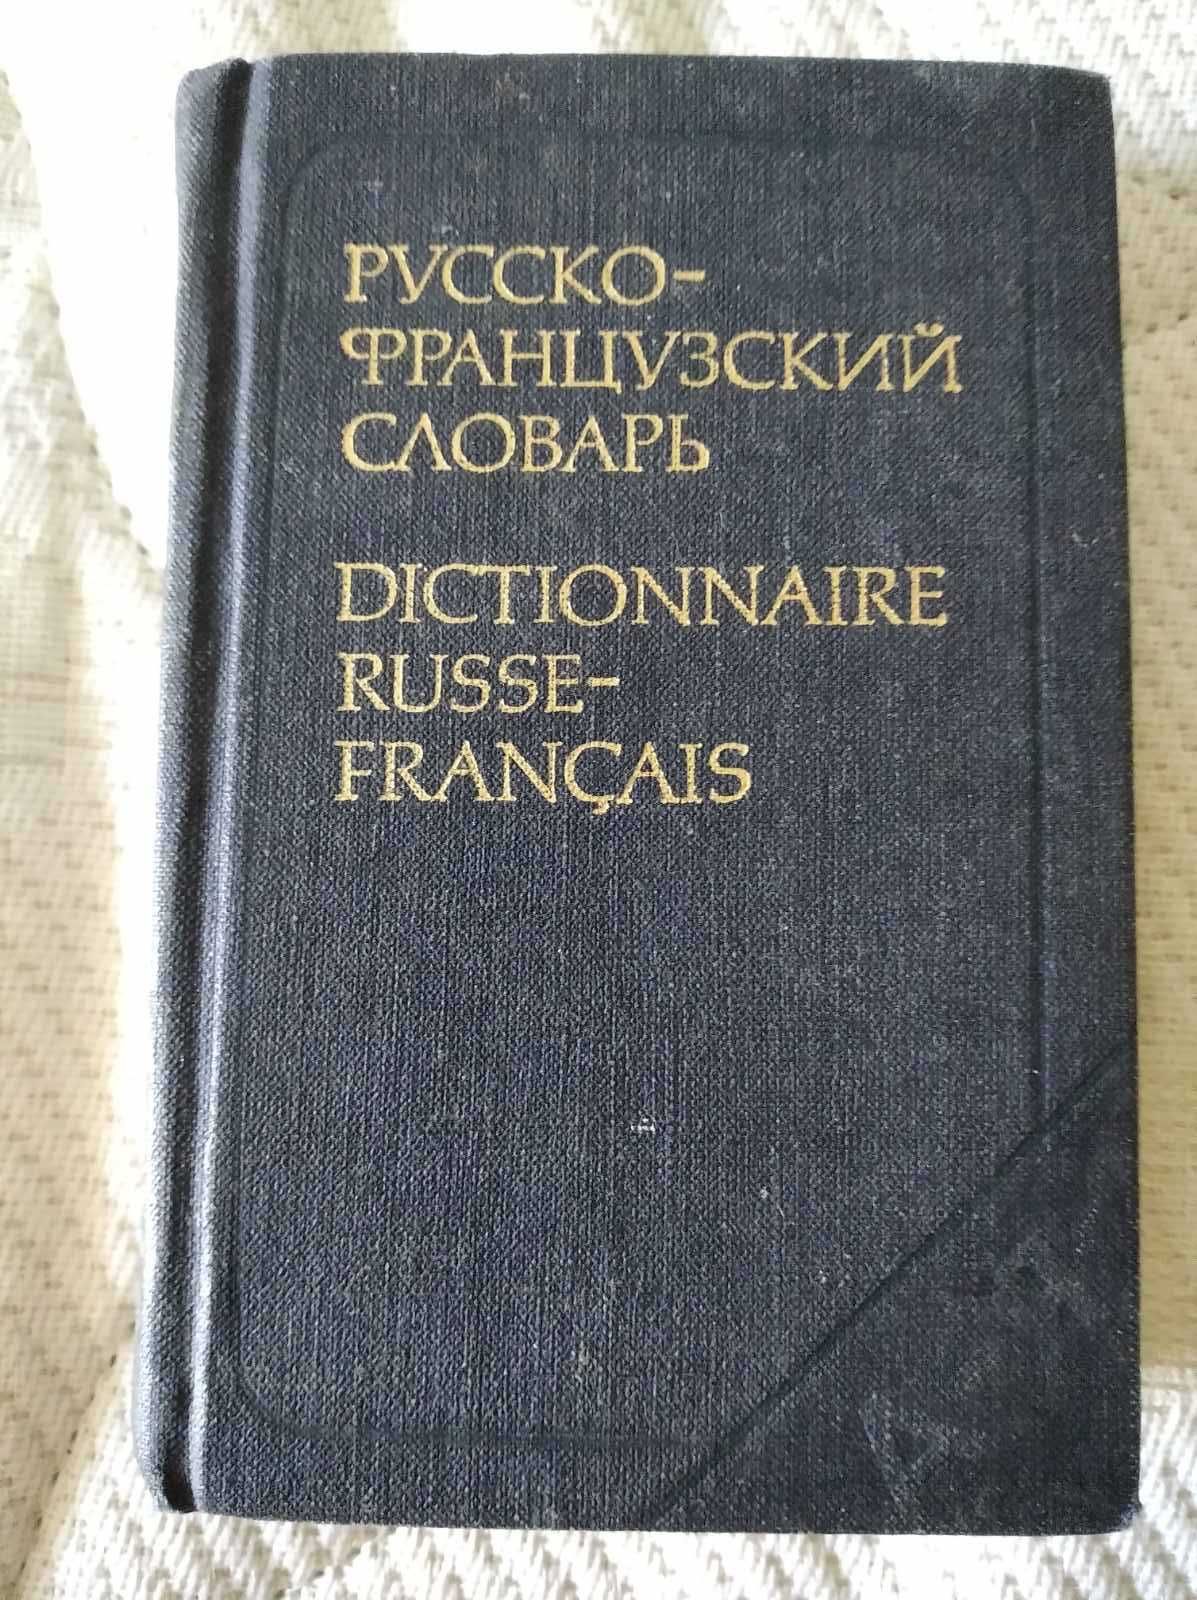 РУССКО-
ФРАНЦУЗСКИЙ
СЛОВАРЬ
DICTIONNAIRE
RUSSE-
FRANÇAIS